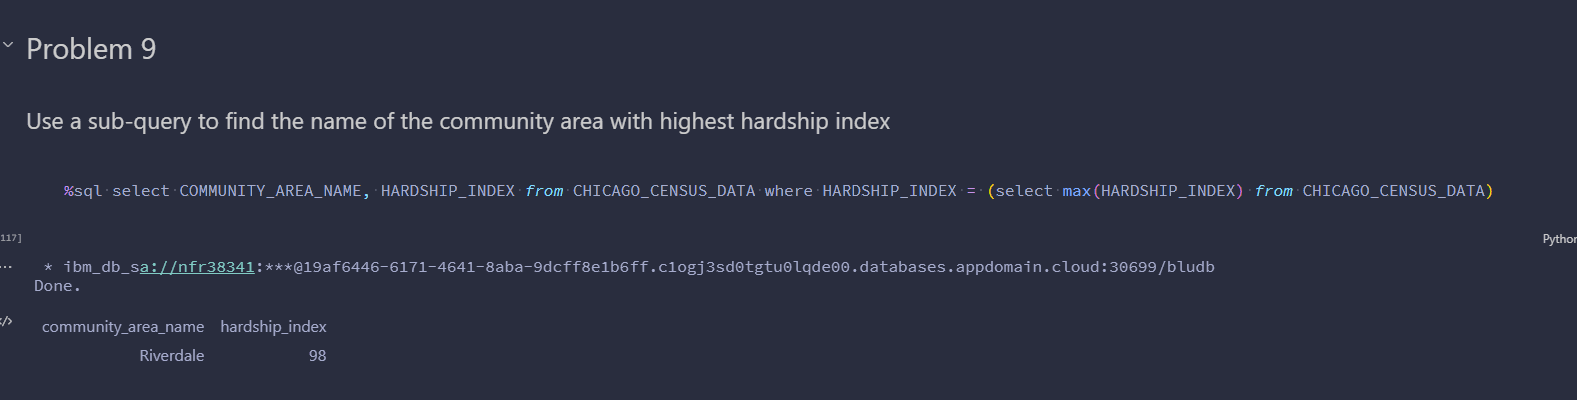 Problem 9
Use a sub-query to find the name of the community area with highest hardship index
%sql select COMMUNITY_AREA_NAME, HARDSHIP_INDEX from CHICAGO_CENSUS_DATA where HARDSHIP_INDEX = (select max(HARDSHIP_INDEX) from CHICAGO_CENSUS_DATA)
117]
Python
... * ibm_db_sa://nfr38341:***@19af6446-6171-4641-8aba-9dcff8e1b6ff.c1ogj3sd0tgtu0lqde00.databases.appdomain.cloud:30699/bludb
Done.
</> community_area_name hardship_index
Riverdale 98